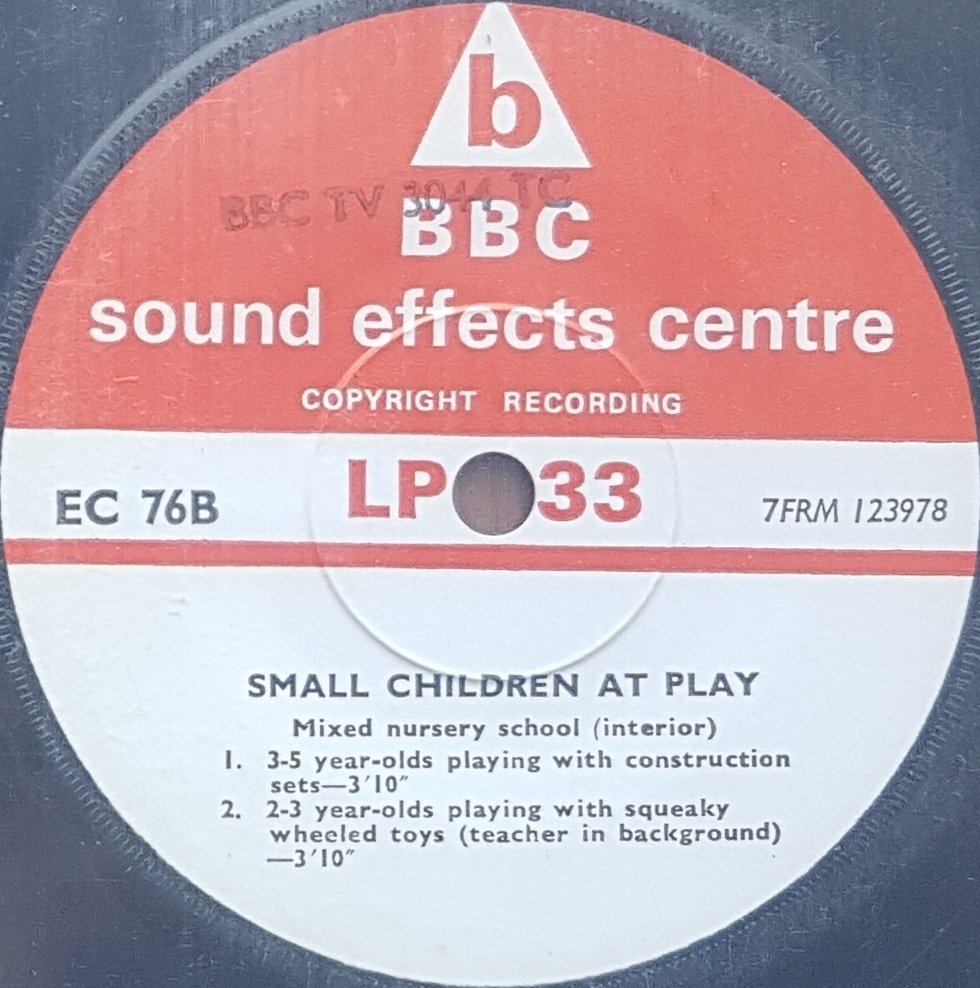 b
BBC TV 3044 TC
BBC
sound effects centre
COPYRIGHT RECORDING
EC 76B LP 33 7FRM 123978
SMALL CHILDREN AT PLAY
Mixed nursery school (interior)
1. 3-5 year-olds playing with construction
sets—3'10"
2. 2-3 year-olds playing with squeaky
wheeled toys (teacher in background)
—3'10"